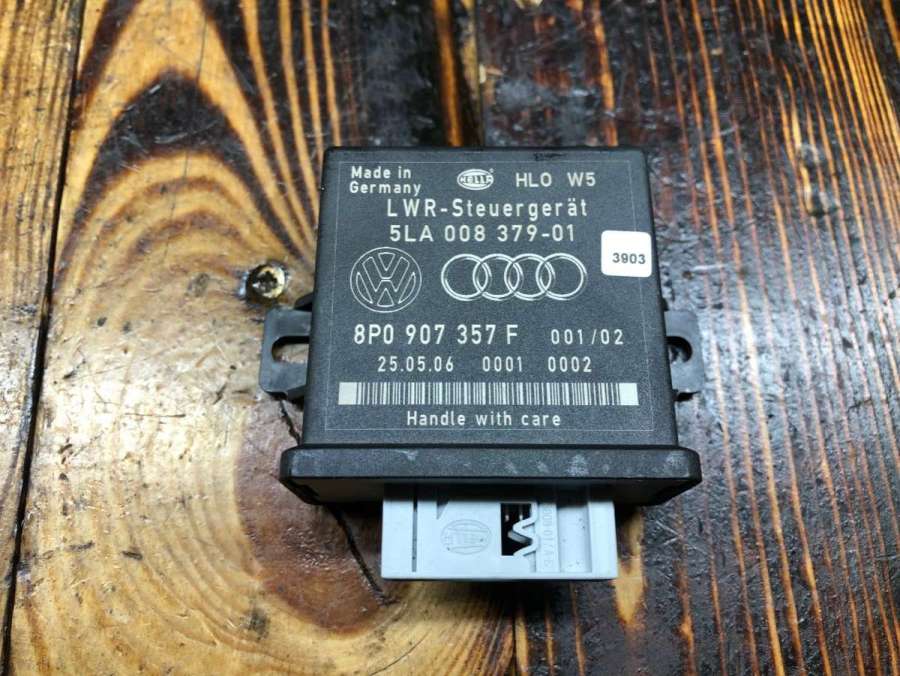 Made in
Germany
HELLA HLO W5
LWR-Steuergerät
5LA 008 379-01
3903
8P0 907 357 F 001/02
25.05.06 0001 0002
Handle with care
HELLA